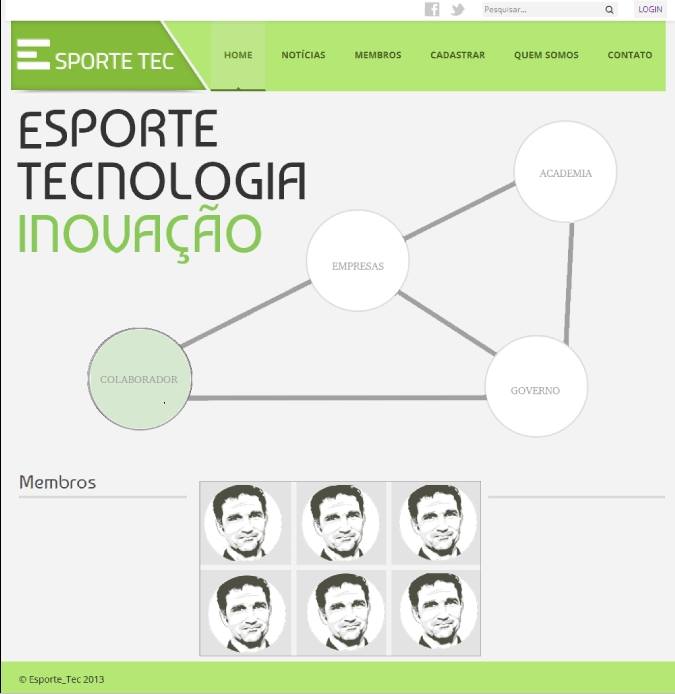 Pesquisar...
LOGIN
ESPORTE TEC
HOME
NOTÍCIAS
MEMBROS
CADASTRAR
QUEM SOMOS
CONTATO
ESPORTE
TECNOLOGIA
INOVAÇÃO
ACADEMIA
EMPRESAS
COLABORADOR
GOVERNO
Membros
© Esporte_Tec 2013